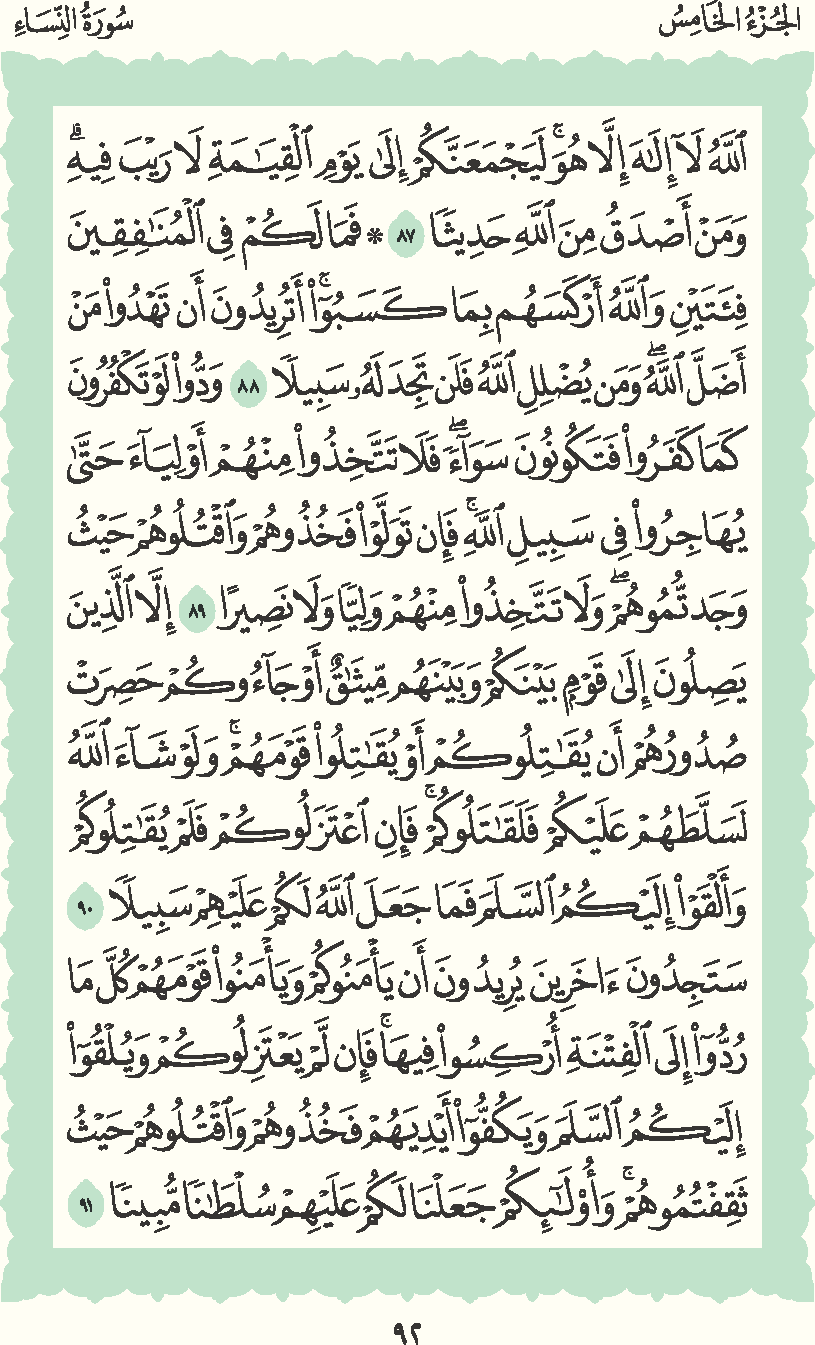 الجُزْءُ الخَامِسُ
سُورَةُ النِّسَاءِ
ٱللَّهُ لَآ إِلَٰهَ إِلَّا هُوَۚ لَيَجْمَعَنَّكُمْ إِلَىٰ يَوْمِ ٱلْقِيَٰمَةِ لَا رَيْبَ فِيهِۗ
وَمَنْ أَصْدَقُ مِنَ ٱللَّهِ حَدِيثًا ٨٧ ۞ فَمَا لَكُمْ فِى ٱلْمُنَٰفِقِينَ
فِئَتَيْنِ وَٱللَّهُ أَرْكَسَهُم بِمَا كَسَبُوٓا۟ۚ أَتُرِيدُونَ أَن تَهْدُوا۟ مَنْ
أَضَلَّ ٱللَّهُۖ وَمَن يُضْلِلِ ٱللَّهُ فَلَن تَجِدَ لَهُۥ سَبِيلًا ٨٨ وَدُّوا۟ لَوْ تَكْفُرُونَ
كَمَا كَفَرُوا۟ فَتَكُونُونَ سَوَآءًۖ فَلَا تَتَّخِذُوا۟ مِنْهُمْ أَوْلِيَآءَ حَتَّىٰ
يُهَاجِرُوا۟ فِى سَبِيلِ ٱللَّهِۚ فَإِن تَوَلَّوْا۟ فَخُذُوهُمْ وَٱقْتُلُوهُمْ حَيْثُ
وَجَدتُّمُوهُمْۖ وَلَا تَتَّخِذُوا۟ مِنْهُمْ وَلِيًّا وَلَا نَصِيرًا ٨٩ إِلَّا ٱلَّذِينَ
يَصِلُونَ إِلَىٰ قَوْمٍۭ بَيْنَكُمْ وَبَيْنَهُم مِّيثَٰقٌ أَوْ جَآءُوكُمْ حَصِرَتْ
صُدُورُهُمْ أَن يُقَٰتِلُوكُمْ أَوْ يُقَٰتِلُوا۟ قَوْمَهُمْۚ وَلَوْ شَآءَ ٱللَّهُ
لَسَلَّطَهُمْ عَلَيْكُمْ فَلَقَٰتَلُوكُمْۚ فَإِنِ ٱعْتَزَلُوكُمْ فَلَمْ يُقَٰتِلُوكُمْ
وَأَلْقَوْا۟ إِلَيْكُمُ ٱلسَّلَمَ فَمَا جَعَلَ ٱللَّهُ لَكُمْ عَلَيْهِمْ سَبِيلًا ٩٠
سَتَجِدُونَ ءَاخَرِينَ يُرِيدُونَ أَن يَأْمَنُوكُمْ وَيَأْمَنُوا۟ قَوْمَهُمْ كُلَّ مَا
رُدُّوٓا۟ إِلَى ٱلْفِتْنَةِ أُرْكِسُوا۟ فِيهَاۚ فَإِن لَّمْ يَعْتَزِلُوكُمْ وَيُلْقُوٓا۟
إِلَيْكُمُ ٱلسَّلَمَ وَيَكُفُّوٓا۟ أَيْدِيَهُمْ فَخُذُوهُمْ وَٱقْتُلُوهُمْ حَيْثُ
ثَقِفْتُمُوهُمْۚ وَأُو۟لَٰٓئِكُمْ جَعَلْنَا لَكُمْ عَلَيْهِمْ سُلْطَٰنًا مُّبِينًا ٩١
٩٢